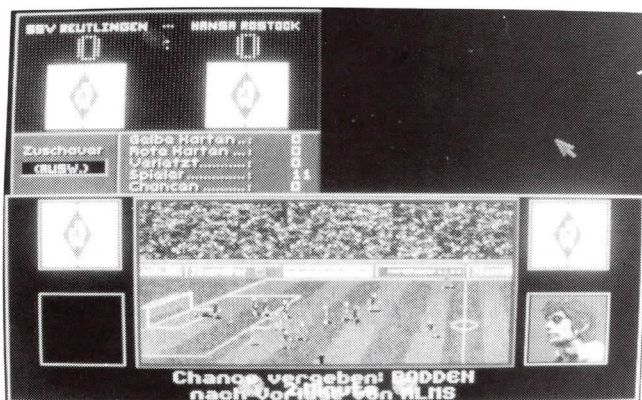 SSV REUTLINGEN -- HANSA ROSTOCK
0 : 0
Zuschauer
(AUSW.)
Gelbe Karten ..: 0
Rote Karten ...: 0
Verletzt.......: 0
Spieler........: 11
Chancen ........: 0
Chance vergeben: BODDEN
nach von ALMS